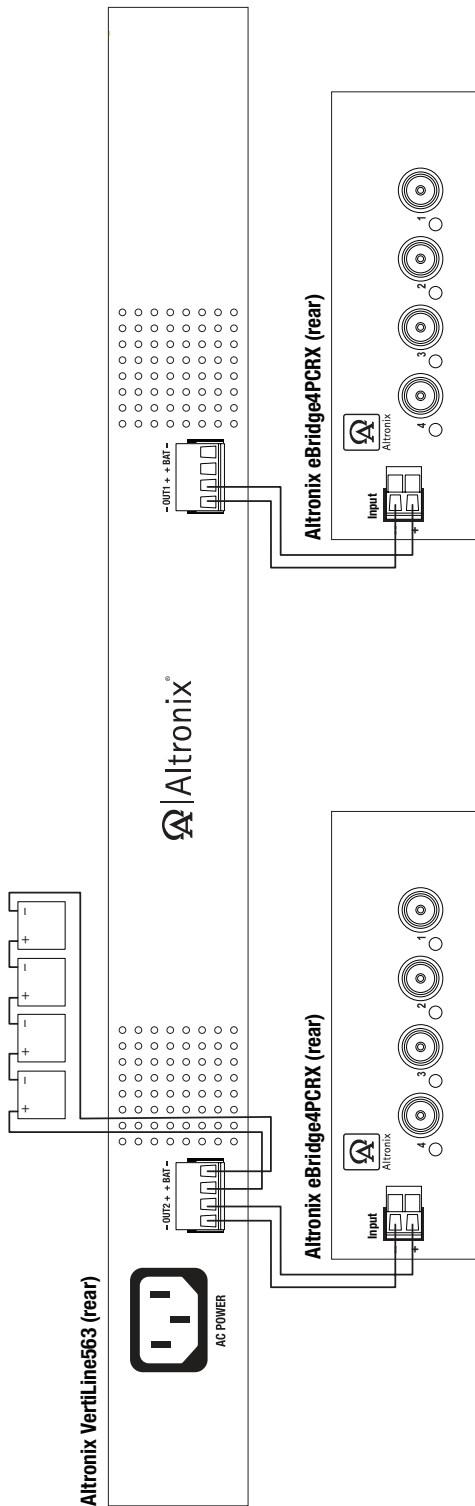 + + − + − + −
Altronix VertiLine563 (rear)
AC POWER
− OUT2 + + BAT −
Altronix®
− OUT1 + + BAT −
Altronix eBridge4PCRX (rear)
Altronix
Input
− +
4 3 2 1
Altronix eBridge4PCRX (rear)
Altronix
Input
− +
4 3 2 1